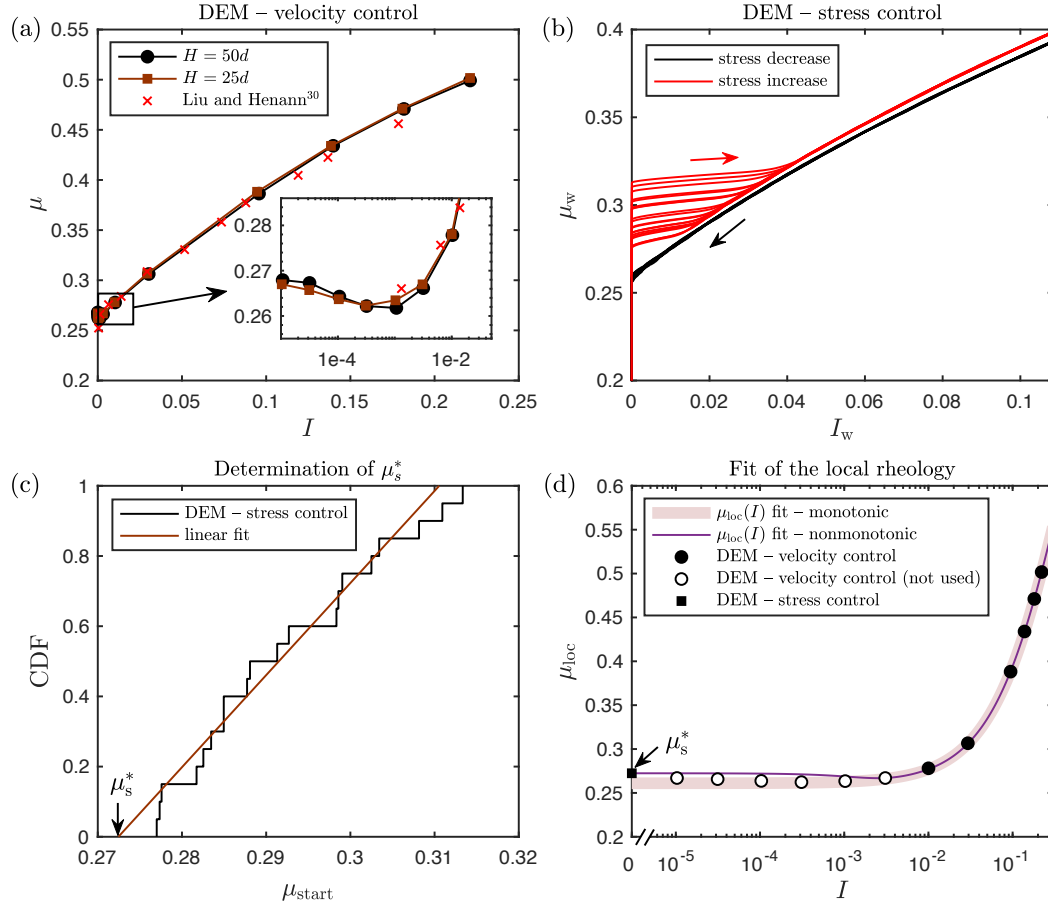 (a)
DEM – velocity control
0.55
0.5
0.45
0.4
0.35
0.3
0.25
0.2
μ
H = 50d
H = 25d
Liu and Henann³⁰
0.28
0.27
0.26
1e-4
1e-2
0
0.05
0.1
0.15
0.2
0.25
I
(b)
DEM – stress control
0.4
0.35
0.3
0.25
0.2
μw
stress decrease
stress increase
0
0.02
0.04
0.06
0.08
0.1
Iw
(c)
Determination of μs*
1
0.8
0.6
0.4
0.2
0
CDF
DEM – stress control
linear fit
μs*
0.27
0.28
0.29
0.3
0.31
0.32
μstart
(d)
Fit of the local rheology
0.6
0.55
0.5
0.45
0.4
0.35
0.3
0.25
0.2
μloc
μloc(I) fit – monotonic
μloc(I) fit – nonmonotonic
DEM – velocity control
DEM – velocity control (not used)
DEM – stress control
μs*
0
10⁻⁵
10⁻⁴
10⁻³
10⁻²
10⁻¹
I